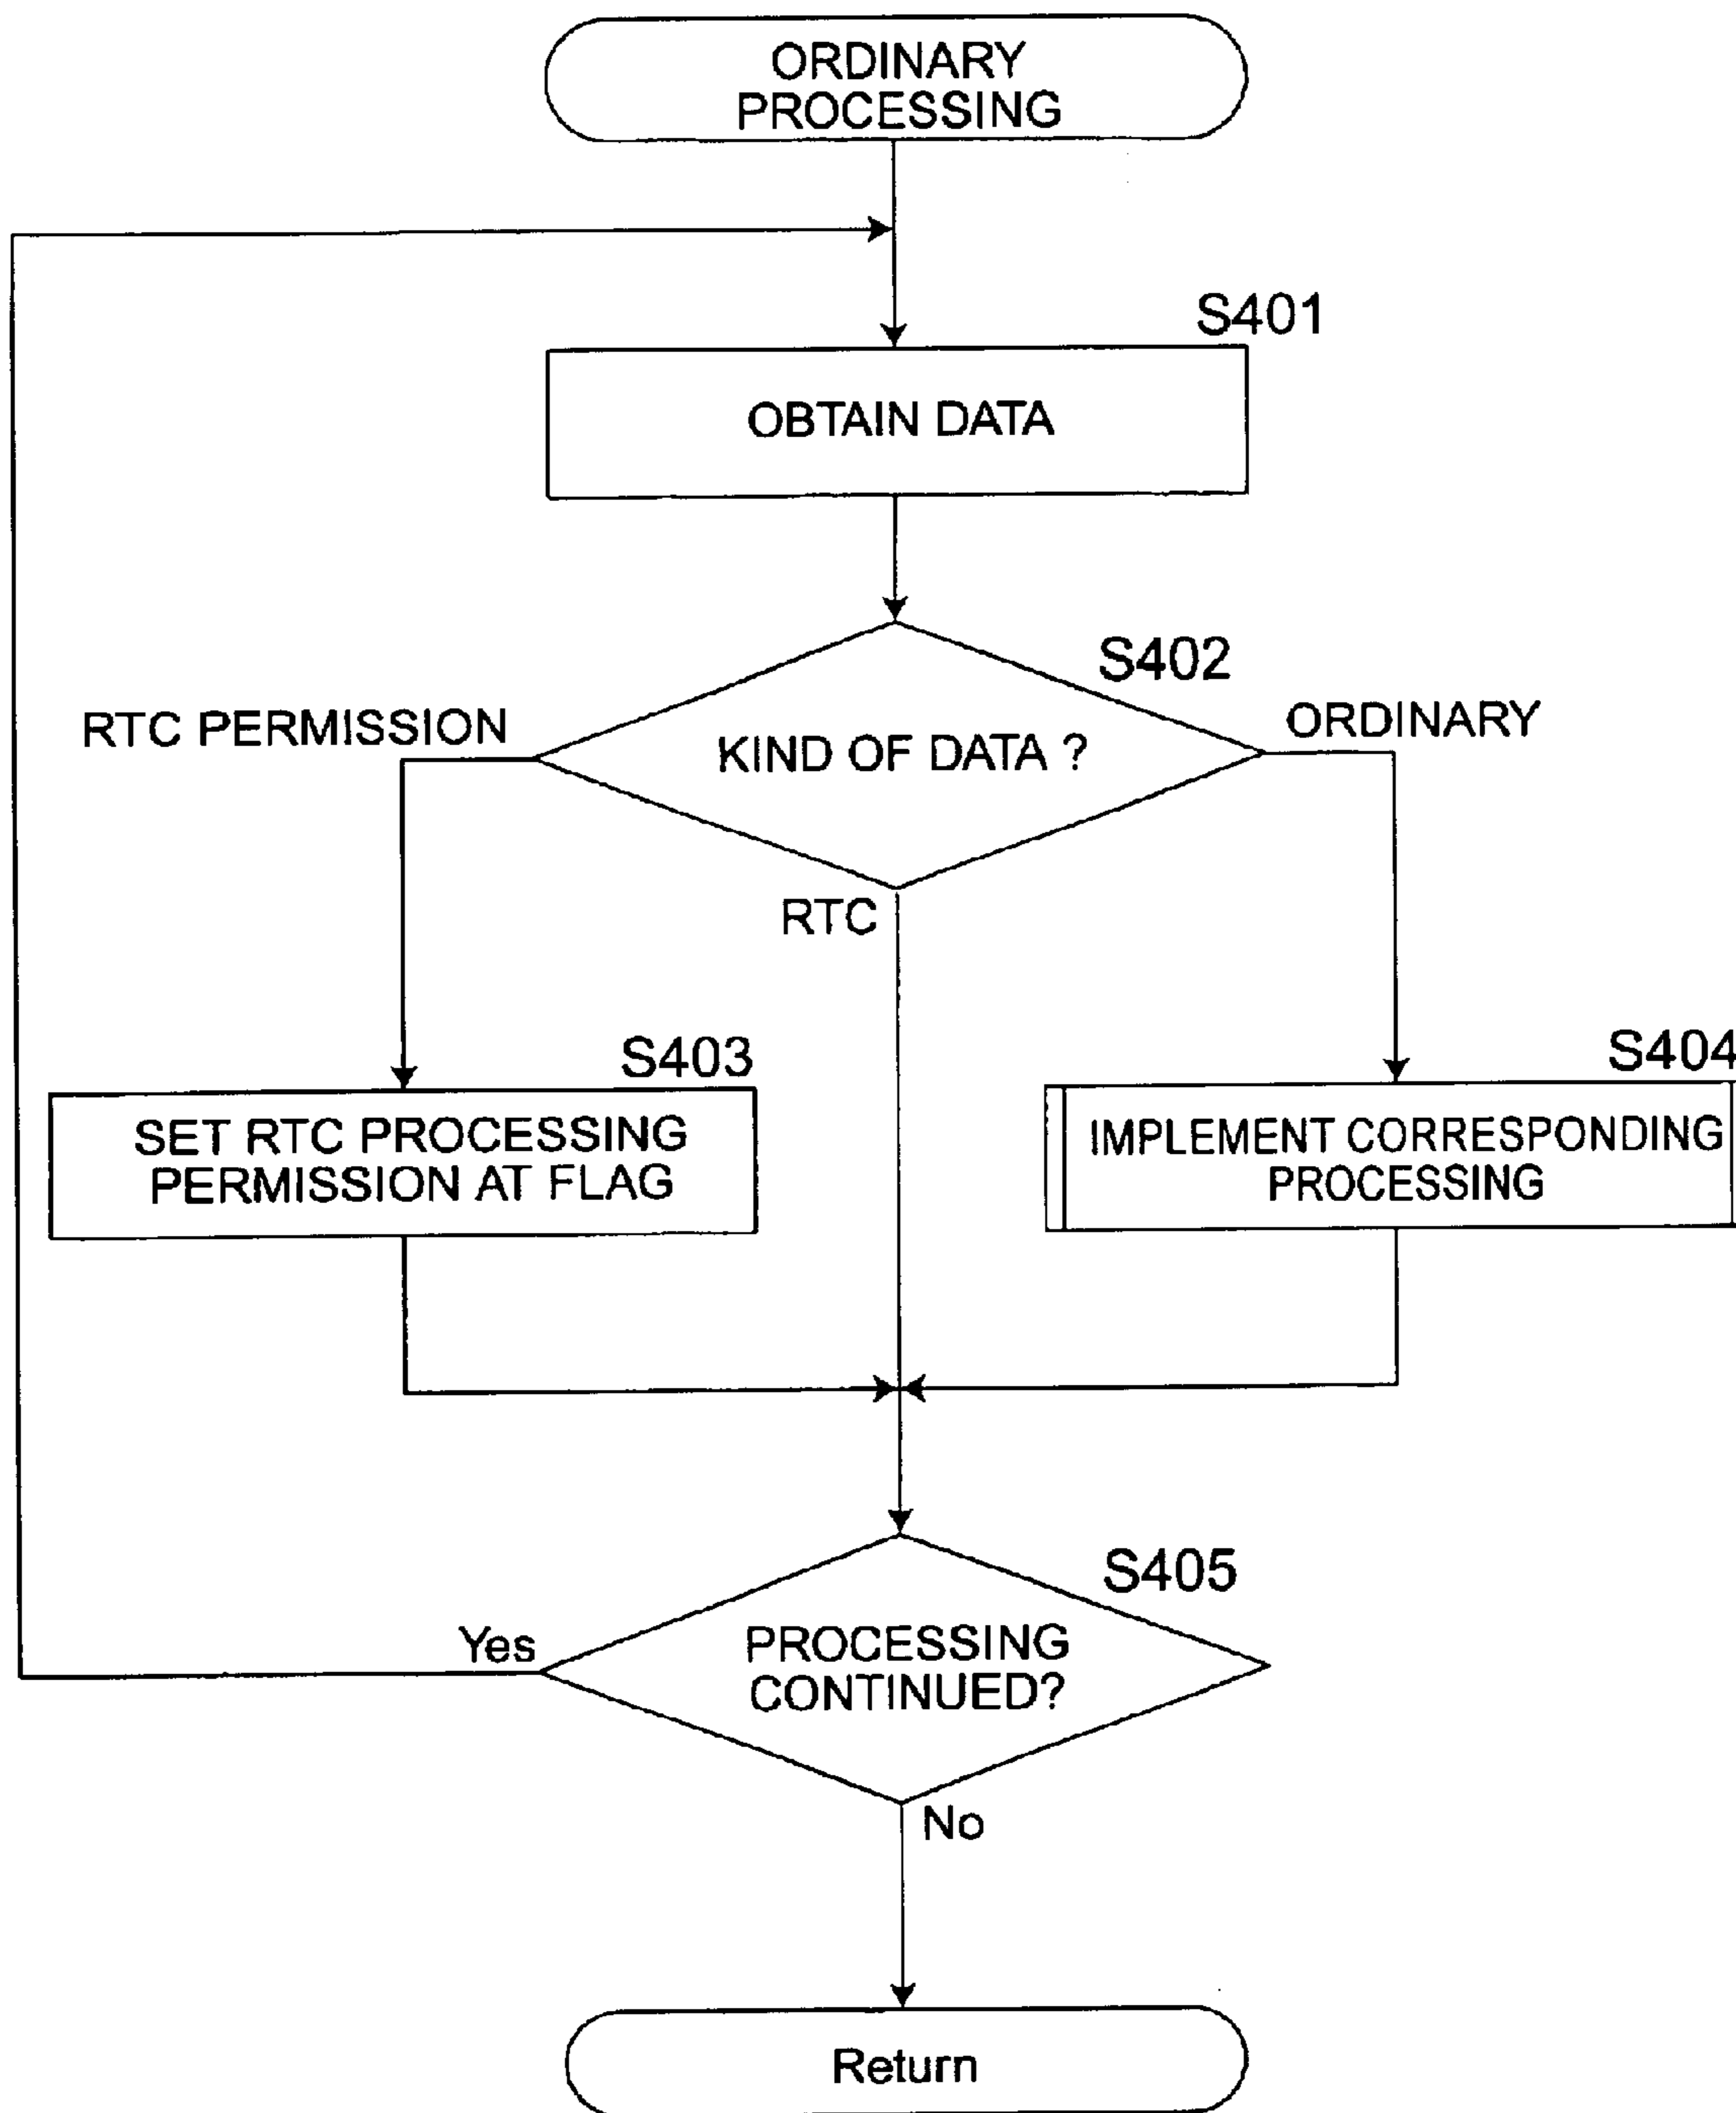 ORDINARY
PROCESSING
S401
OBTAIN DATA
S402
RTC PERMISSION
KIND OF DATA ?
ORDINARY
RTC
S403
SET RTC PROCESSING
PERMISSION AT FLAG
S404
IMPLEMENT CORRESPONDING
PROCESSING
S405
Yes
PROCESSING
CONTINUED?
No
Return